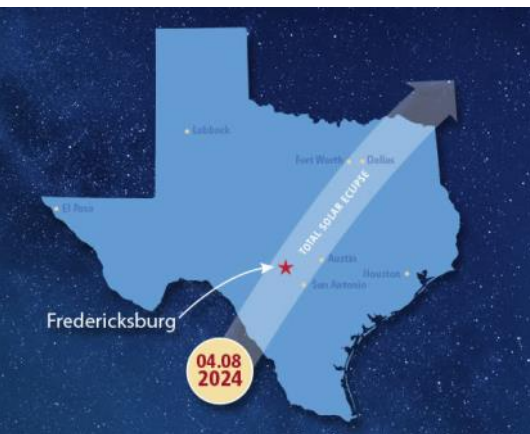 Lubbock
Fort Worth
Dallas
El Paso
TOTAL SOLAR ECLIPSE
Austin
Houston
San Antonio
Fredericksburg
04.08
2024